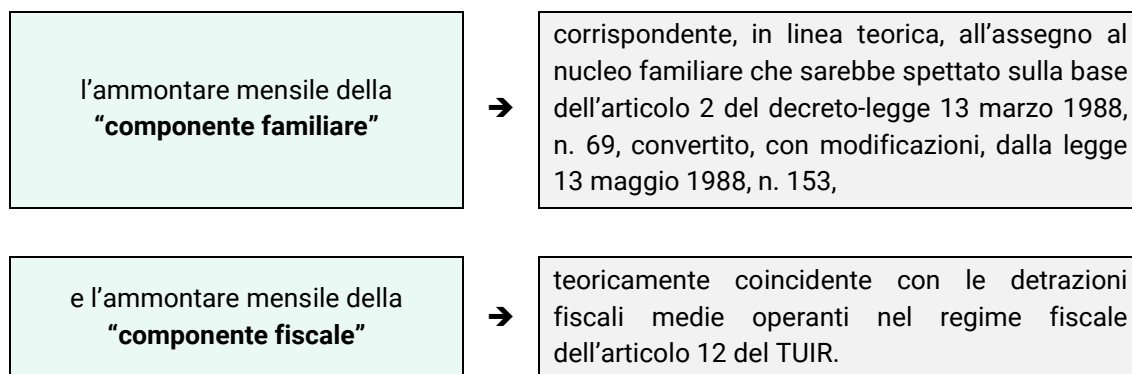 l’ammontare mensile della
“componente familiare”
➔
corrispondente, in linea teorica, all’assegno al
nucleo familiare che sarebbe spettato sulla base
dell’articolo 2 del decreto-legge 13 marzo 1988,
n. 69, convertito, con modificazioni, dalla legge
13 maggio 1988, n. 153,
e l’ammontare mensile della
“componente fiscale”
➔
teoricamente coincidente con le detrazioni
fiscali medie operanti nel regime fiscale
dell’articolo 12 del TUIR.